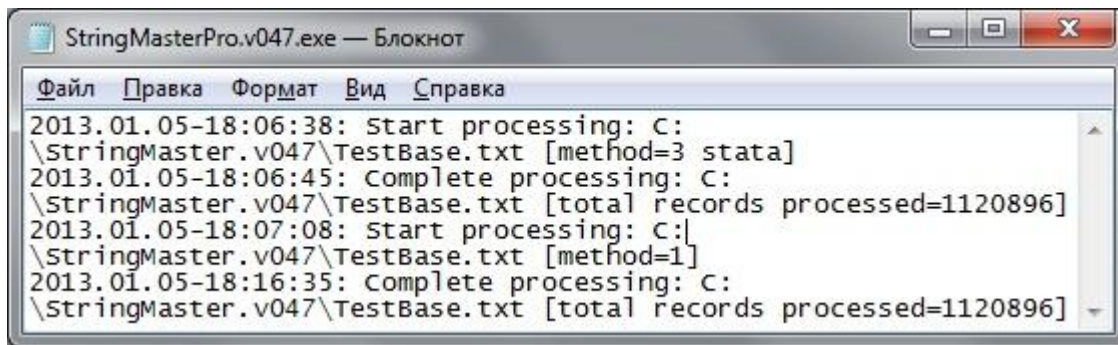 StringMasterPro.v047.exe — Блокнот
Файл Правка Формат Вид Справка
2013.01.05-18:06:38: Start processing: C:
\StringMaster.v047\TestBase.txt [method=3 stata]
2013.01.05-18:06:45: Complete processing: C:
\StringMaster.v047\TestBase.txt [total records processed=1120896]
2013.01.05-18:07:08: Start processing: C:
\StringMaster.v047\TestBase.txt [method=1]
2013.01.05-18:16:35: Complete processing: C:
\StringMaster.v047\TestBase.txt [total records processed=1120896]